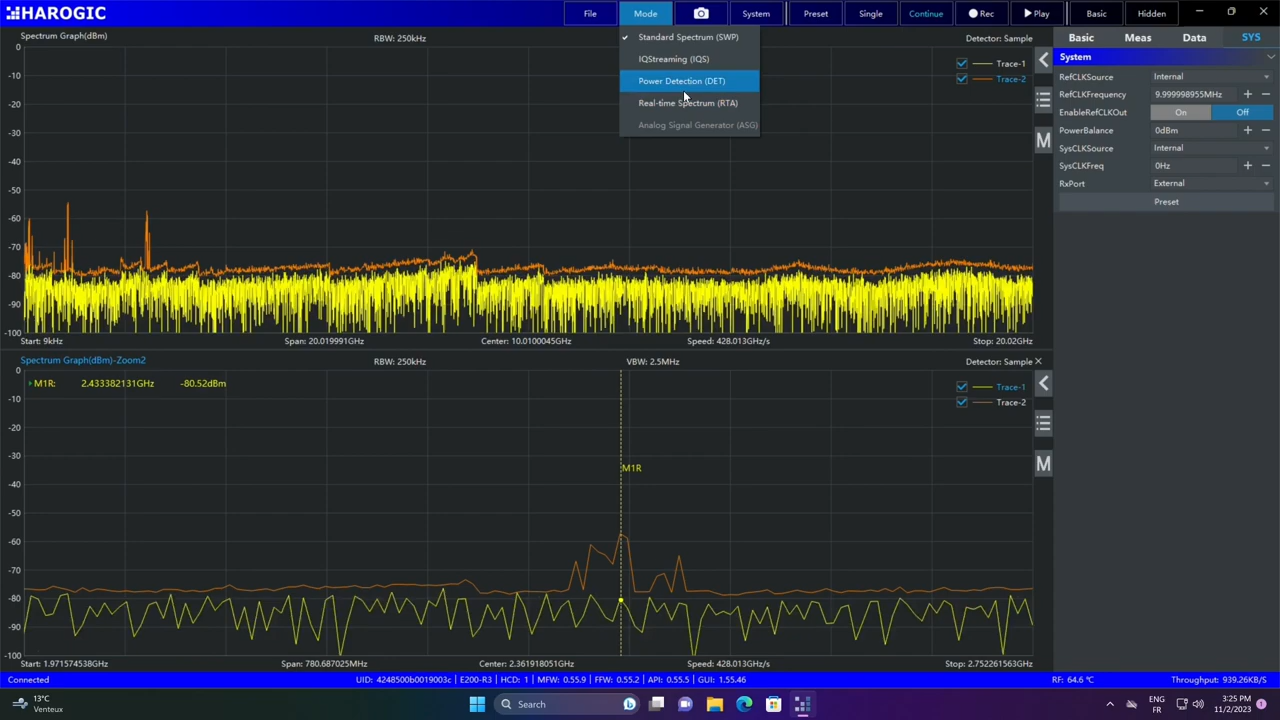 HAROGIC
File
Mode
System
Preset
Single
Continue
Rec
Play
Basic
Hidden
Spectrum Graph(dBm)
RBW: 250kHz
Detector: Sample
Standard Spectrum (SWP)
IQStreaming (IQS)
Power Detection (DET)
Real-time Spectrum (RTA)
Analog Signal Generator (ASG)
Trace-1
Trace-2
M
0
-10
-20
-30
-40
-50
-60
-70
-80
-90
-100
Start: 9kHz
Span: 20.019991GHz
Center: 10.0100045GHz
Speed: 428.013GHz/s
Stop: 20.02GHz
Spectrum Graph(dBm)-Zoom2
RBW: 250kHz
VBW: 2.5MHz
Detector: Sample
M1R:
2.433382131GHz
-80.52dBm
Trace-1
Trace-2
M
M1R
0
-10
-20
-30
-40
-50
-60
-70
-80
-90
-100
Start: 1.971574538GHz
Span: 780.687025MHz
Center: 2.361918051GHz
Speed: 428.013GHz/s
Stop: 2.752261563GHz
Basic
Meas
Data
SYS
System
RefCLKSource
Internal
RefCLKFrequency
9.999998955MHz
EnableRefCLKOut
On
Off
PowerBalance
0dBm
SysCLKSource
Internal
SysCLKFreq
0Hz
RxPort
External
Preset
Connected
UID: 4248500b0019003c | E200-R3 | HCD: 1 | MFW: 0.55.9 | FFW: 0.55.2 | API: 0.55.5 | GUI: 1.55.46
RF: 64.6 ℃
Throughput: 939.26KB/s
13°C
Venteux
Search
ENG
FR
3:25 PM
11/2/2023